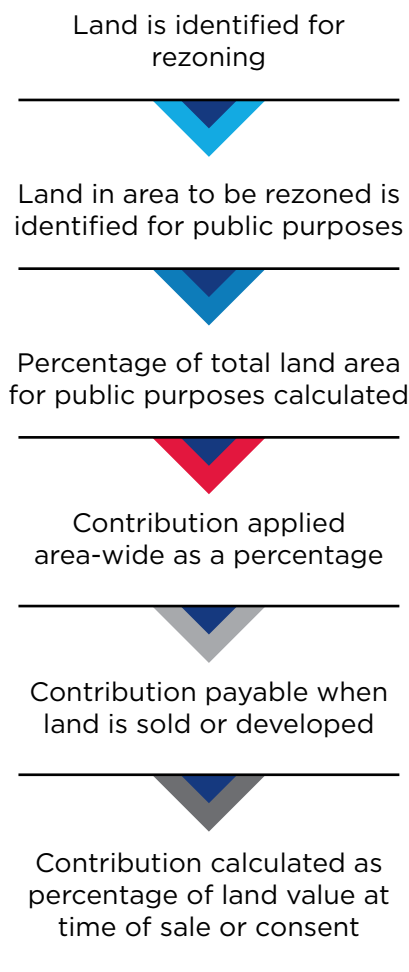 Land is identified for
rezoning
Land in area to be rezoned is
identified for public purposes
Percentage of total land area
for public purposes calculated
Contribution applied
area-wide as a percentage
Contribution payable when
land is sold or developed
Contribution calculated as
percentage of land value at
time of sale or consent